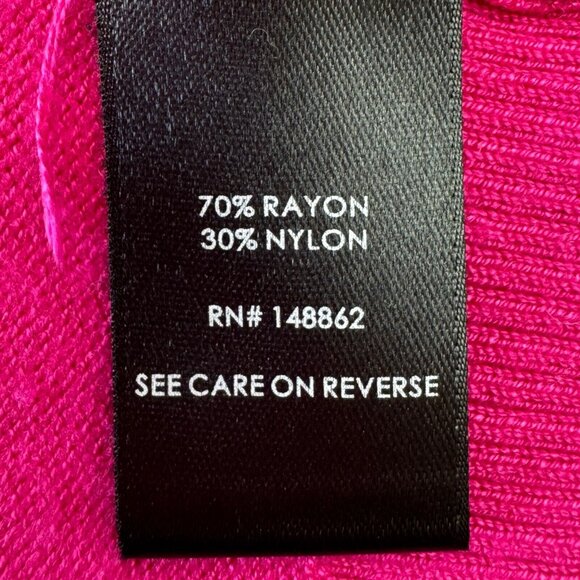 70% RAYON
30% NYLON
RN# 148862
SEE CARE ON REVERSE